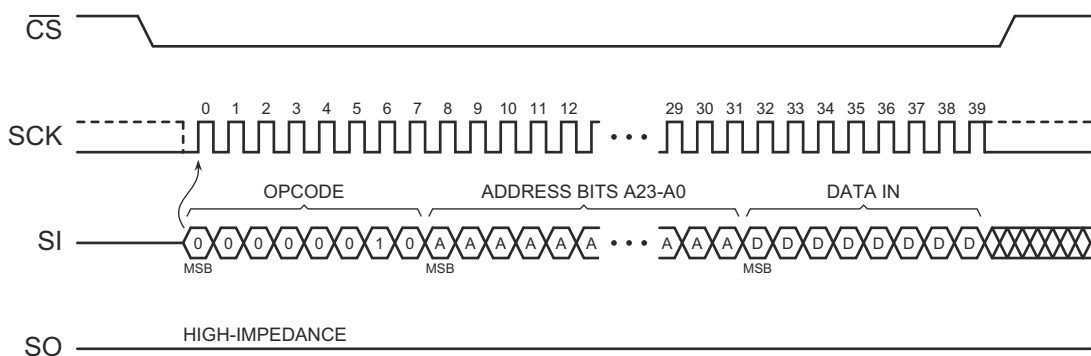 CS
0 1 2 3 4 5 6 7 8 9 10 11 12 29 30 31 32 33 34 35 36 37 38 39
SCK
OPCODE ADDRESS BITS A23-A0 DATA IN
SI 0 0 0 0 0 0 1 0 A A A A A A A A A D D D D D D D D
MSB MSB MSB
HIGH-IMPEDANCE
SO